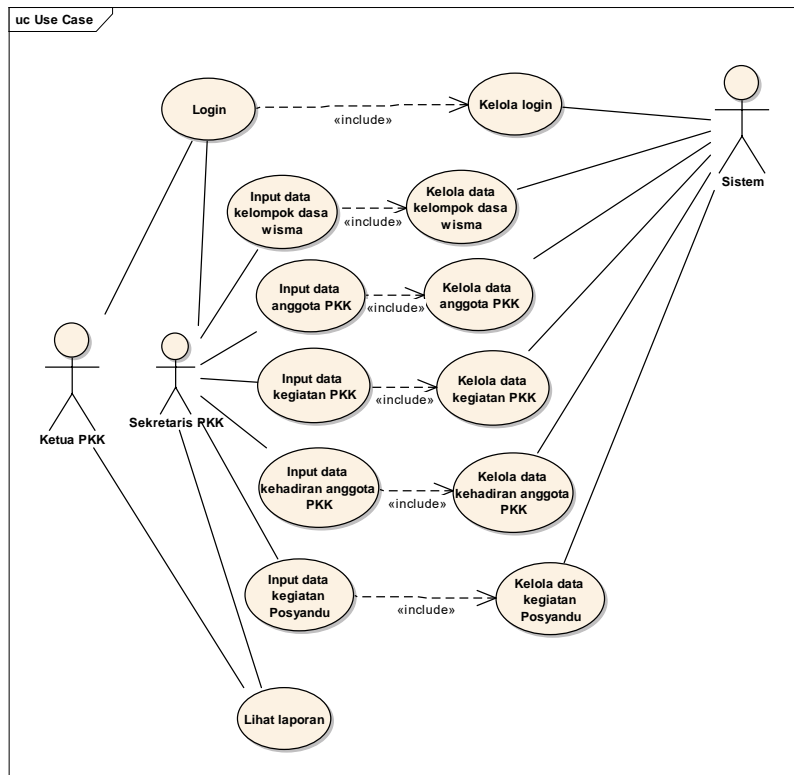 uc Use Case
Login
«include»
Kelola login
Sistem
Input data
kelompok dasa
wisma
«include»
Kelola data
kelompok dasa
wisma
Input data
anggota PKK
«include»
Kelola data
anggota PKK
Ketua PKK
Sekretaris PKK
Input data
kegiatan PKK
«include»
Kelola data
kegiatan PKK
Input data
kehadiran anggota
PKK
«include»
Kelola data
kehadiran anggota
PKK
Input data
kegiatan
Posyandu
«include»
Kelola data
kegiatan
Posyandu
Lihat laporan